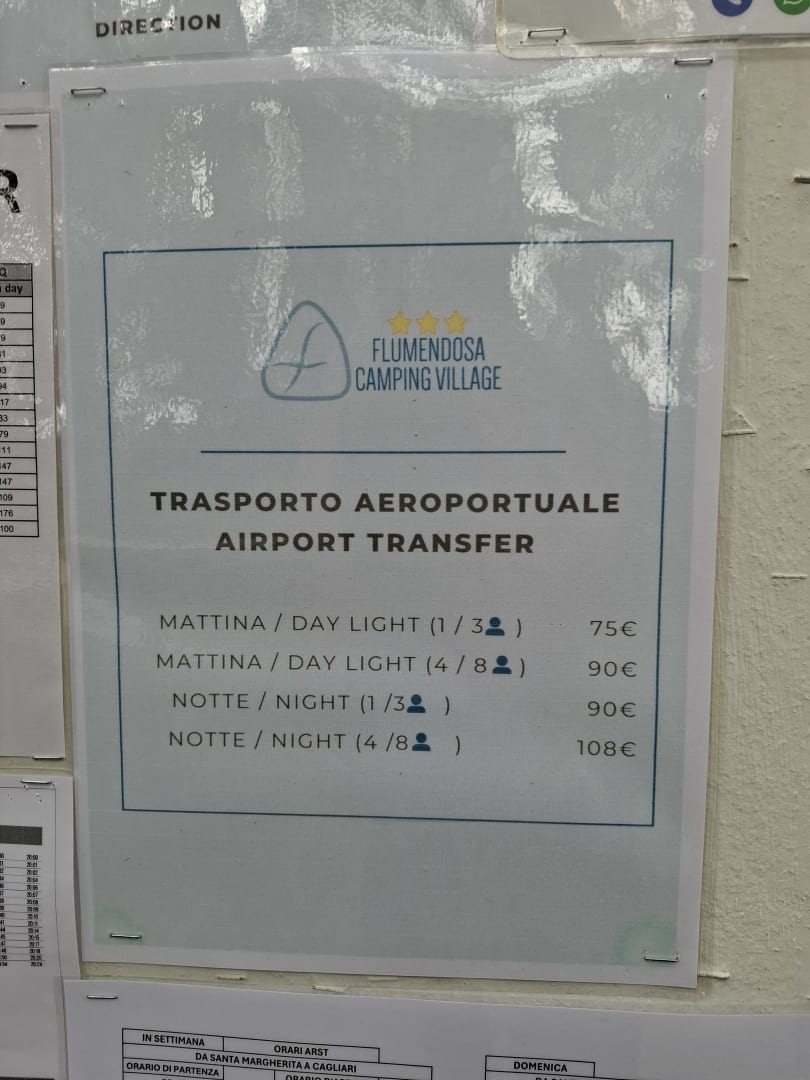 DIRECTION
R
day
FLUMENDOSA
CAMPING VILLAGE
TRASPORTO AEROPORTUALE
AIRPORT TRANSFER
MATTINA / DAY LIGHT (1 / 3 ) 75€
MATTINA / DAY LIGHT (4 / 8 ) 90€
NOTTE / NIGHT (1 /3 ) 90€
NOTTE / NIGHT (4 /8 ) 108€
IN SETTIMANA
ORARI ARST
DA SANTA MARGHERITA A CAGLIARI
ORARIO DI PARTENZA
DOMENICA